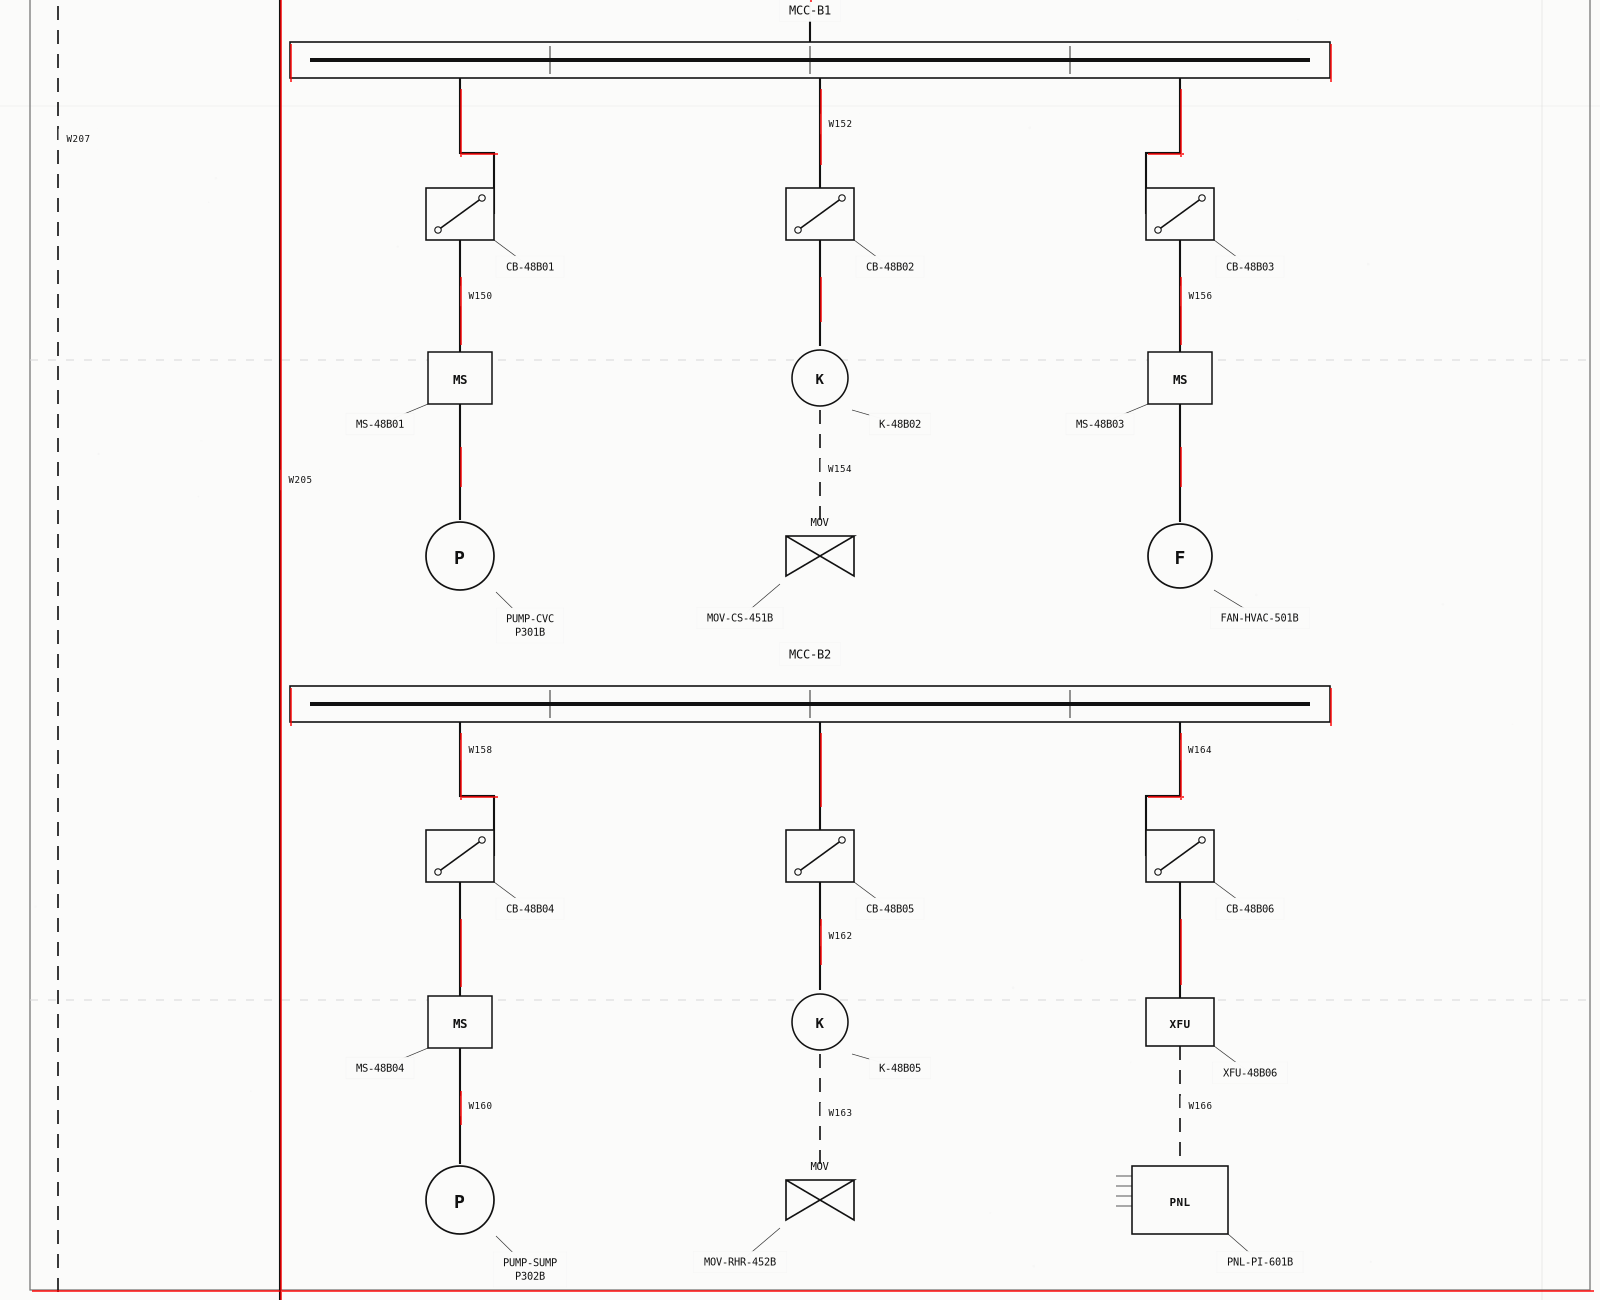 MCC-B1
W152
W207
CB-48B01
CB-48B02
CB-48B03
W150
W156
MS
K
MS
MS-48B01
K-48B02
MS-48B03
W154
W205
MOV
P
F
PUMP-CVC
P301B
MOV-CS-451B
FAN-HVAC-501B
MCC-B2
W158
W164
CB-48B04
CB-48B05
CB-48B06
W162
MS
K
XFU
MS-48B04
K-48B05
XFU-48B06
W160
W163
W166
MOV
P
PNL
PUMP-SUMP
P302B
MOV-RHR-452B
PNL-PI-601B